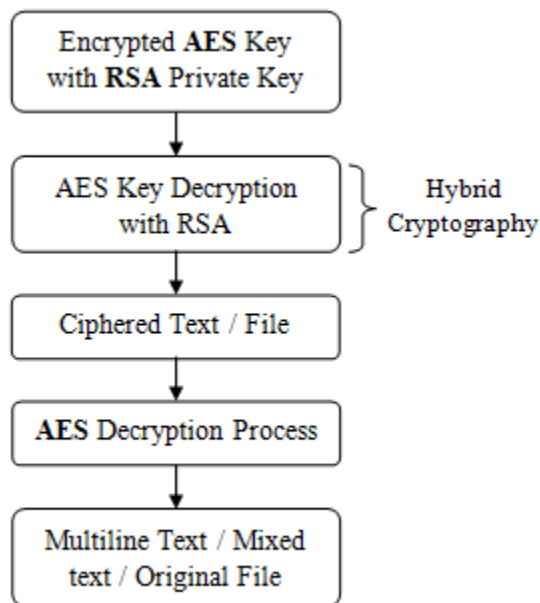 Encrypted AES Key
with RSA Private Key
AES Key Decryption
with RSA
Hybrid
Cryptography
Ciphered Text / File
AES Decryption Process
Multiline Text / Mixed
text / Original File